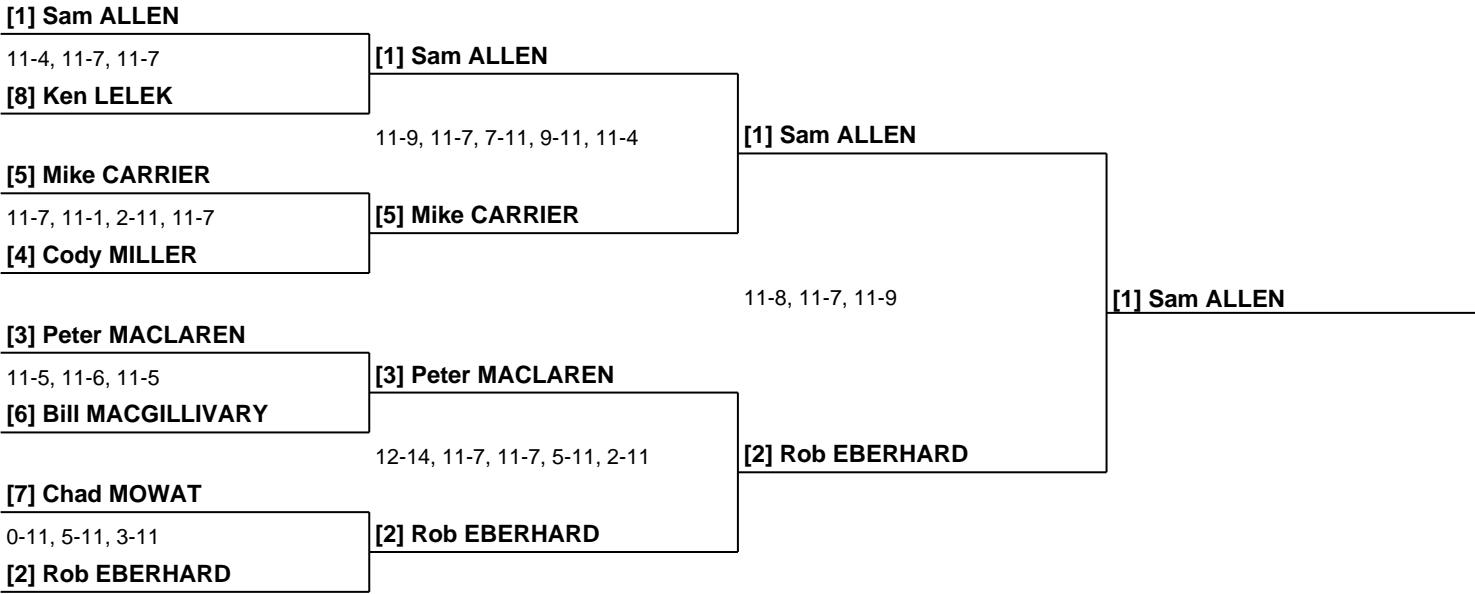 [1] Sam ALLEN
11-4, 11-7, 11-7
[1] Sam ALLEN
[8] Ken LELEK
11-9, 11-7, 7-11, 9-11, 11-4
[1] Sam ALLEN
[5] Mike CARRIER
11-7, 11-1, 2-11, 11-7
[5] Mike CARRIER
[4] Cody MILLER
11-8, 11-7, 11-9
[1] Sam ALLEN
[3] Peter MACLAREN
11-5, 11-6, 11-5
[3] Peter MACLAREN
[6] Bill MACGILLIVARY
12-14, 11-7, 11-7, 5-11, 2-11
[2] Rob EBERHARD
[7] Chad MOWAT
0-11, 5-11, 3-11
[2] Rob EBERHARD
[2] Rob EBERHARD